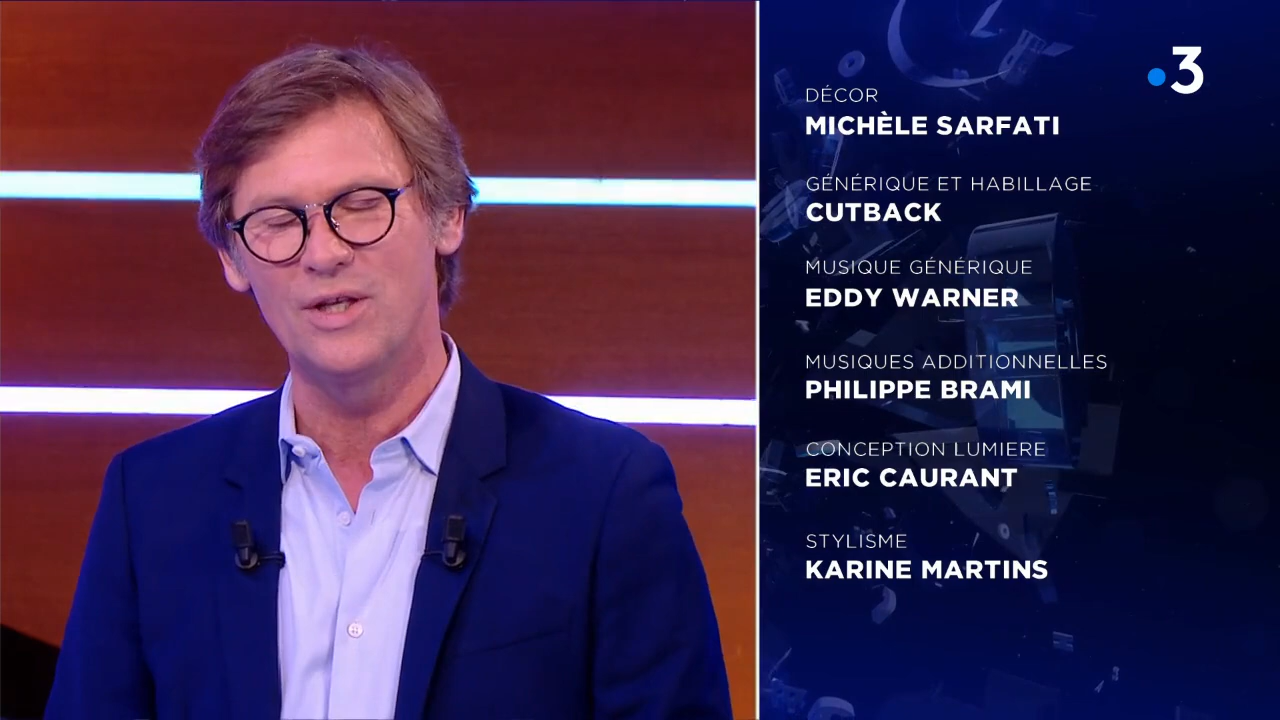 3
DÉCOR
MICHÈLE SARFATI
GÉNÉRIQUE ET HABILLAGE
CUTBACK
MUSIQUE GÉNÉRIQUE
EDDY WARNER
MUSIQUES ADDITIONNELLES
PHILIPPE BRAMI
CONCEPTION LUMIERE
ERIC CAURANT
STYLISME
KARINE MARTINS